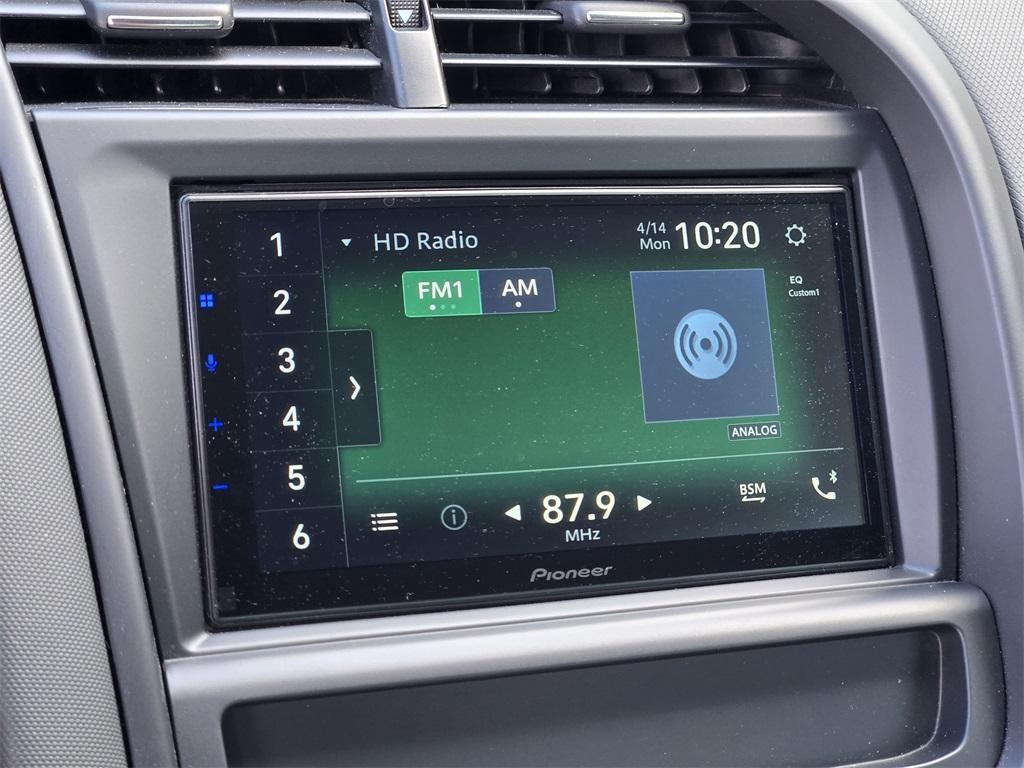 1
2
3
4
5
6
HD Radio
4/14
Mon
10:20
FM1
AM
EQ
Custom1
ANALOG
87.9
MHz
BSM
Pioneer